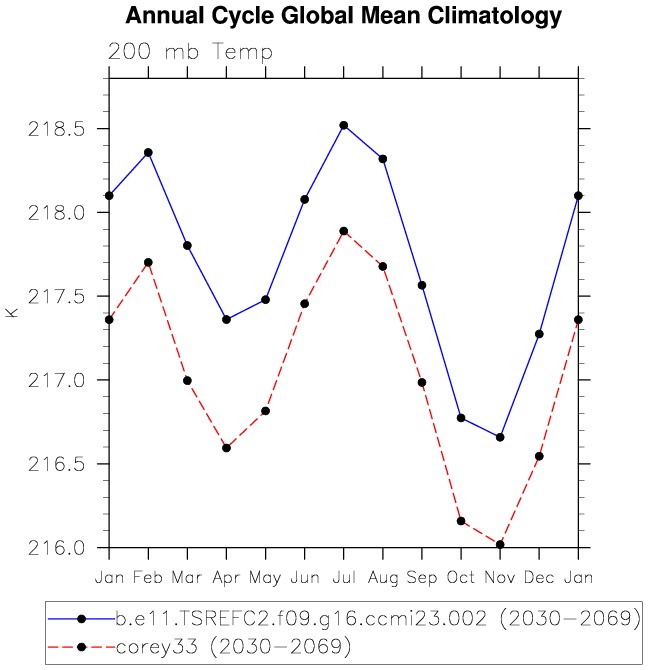 Annual Cycle Global Mean Climatology
200 mb Temp
218.5
218.0
217.5
K
217.0
216.5
216.0
Jan Feb Mar Apr May Jun Jul Aug Sep Oct Nov Dec Jan
b.e11.TSREFC2.f09.g16.ccmi23.002 (2030-2069)
corey33 (2030-2069)